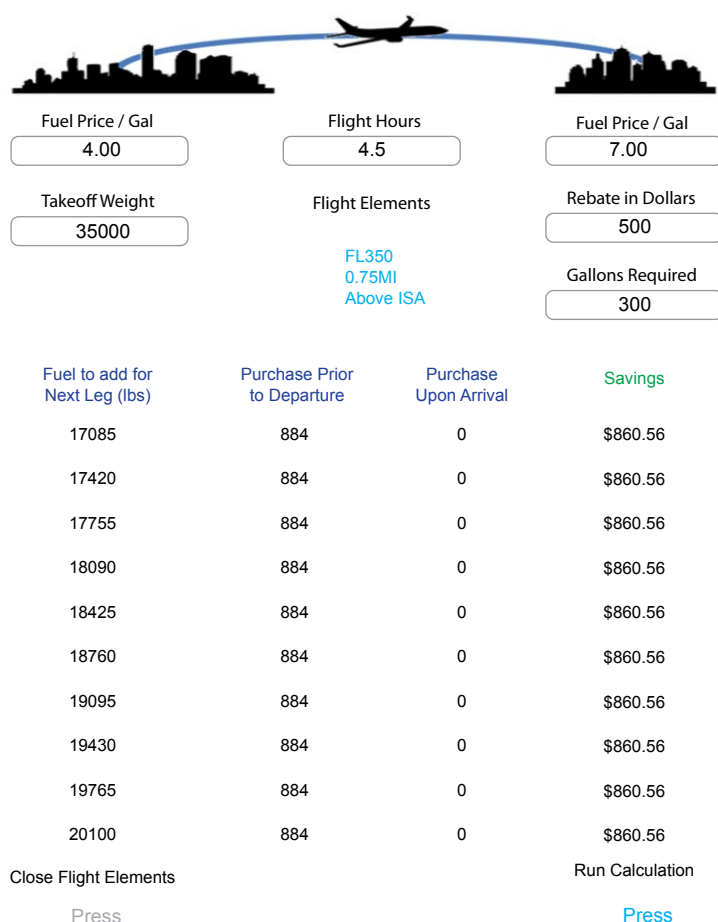 Fuel Price / Gal
4.00
Flight Hours
4.5
Fuel Price / Gal
7.00
Takeoff Weight
35000
Flight Elements
FL350
0.75MI
Above ISA
Rebate in Dollars
500
Gallons Required
300
Fuel to add for
Next Leg (lbs)
Purchase Prior
to Departure
Purchase
Upon Arrival
Savings
17085 884 0 $860.56
17420 884 0 $860.56
17755 884 0 $860.56
18090 884 0 $860.56
18425 884 0 $860.56
18760 884 0 $860.56
19095 884 0 $860.56
19430 884 0 $860.56
19765 884 0 $860.56
20100 884 0 $860.56
Close Flight Elements
Run Calculation
Press
Press